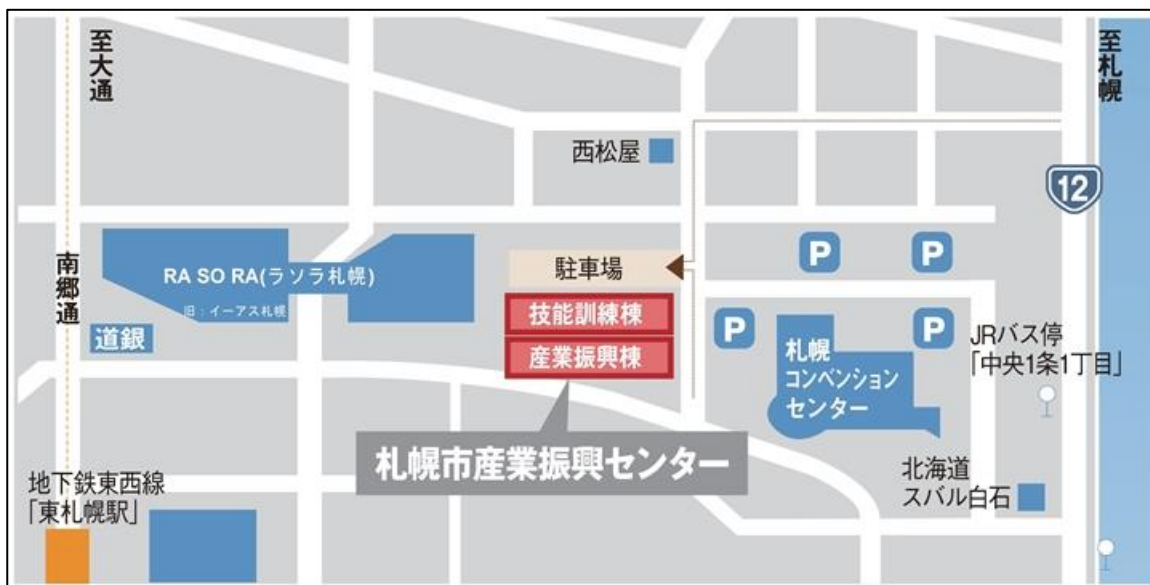 至大通
至札幌
西松屋
12
南郷通
RA SO RA(ラソラ札幌)
旧：イーアス札幌
道銀
駐車場
技能訓練棟
産業振興棟
P
P
P
P
札幌
コンベンション
センター
JRバス停
「中央1条1丁目」
札幌市産業振興センター
北海道
スバル白石
地下鉄東西線
「東札幌駅」